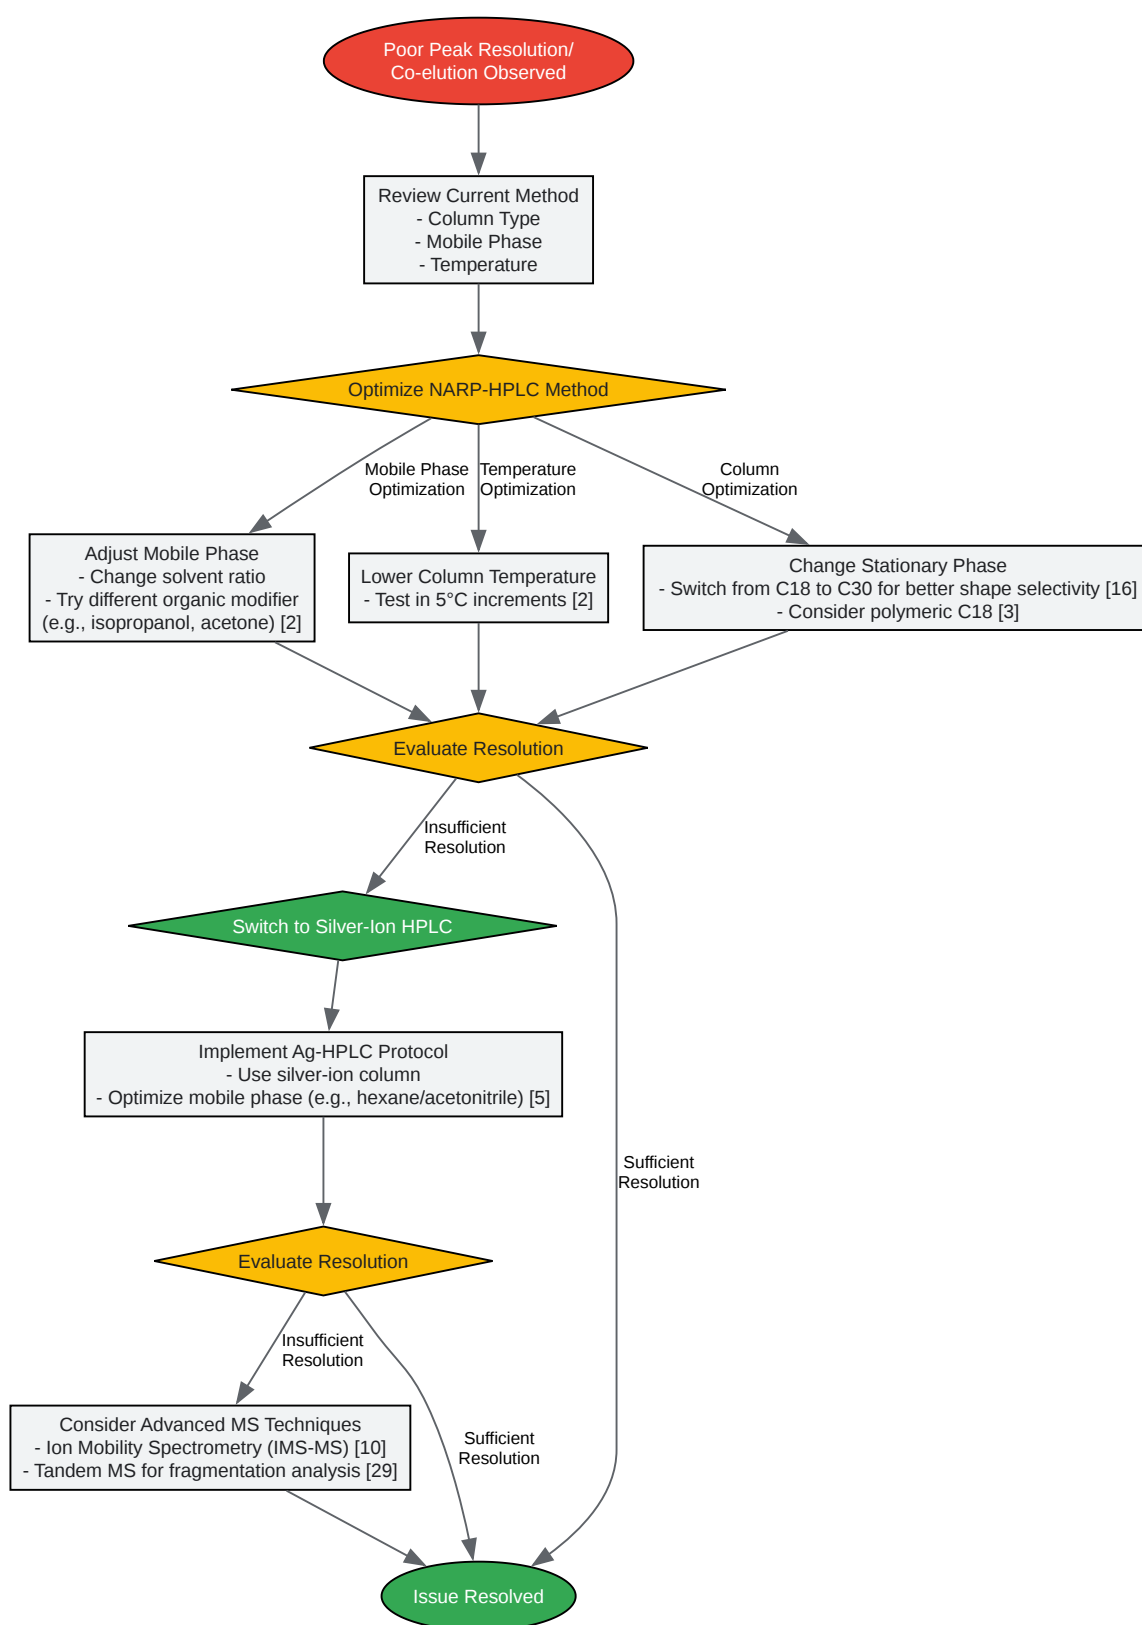 Poor Peak Resolution/
Co-elution Observed
Review Current Method
- Column Type
- Mobile Phase
- Temperature
Optimize NARP-HPLC Method
Mobile Phase
Optimization
Temperature
Optimization
Column
Optimization
Adjust Mobile Phase
- Change solvent ratio
- Try different organic modifier
(e.g., isopropanol, acetone) [2]
Lower Column Temperature
- Test in 5°C increments [2]
Change Stationary Phase
- Switch from C18 to C30 for better shape selectivity [16]
- Consider polymeric C18 [3]
Evaluate Resolution
Insufficient
Resolution
Switch to Silver-Ion HPLC
Implement Ag-HPLC Protocol
- Use silver-ion column
- Optimize mobile phase (e.g., hexane/acetonitrile) [5]
Sufficient
Resolution
Evaluate Resolution
Insufficient
Resolution
Consider Advanced MS Techniques
- Ion Mobility Spectrometry (IMS-MS) [10]
- Tandem MS for fragmentation analysis [29]
Sufficient
Resolution
Issue Resolved